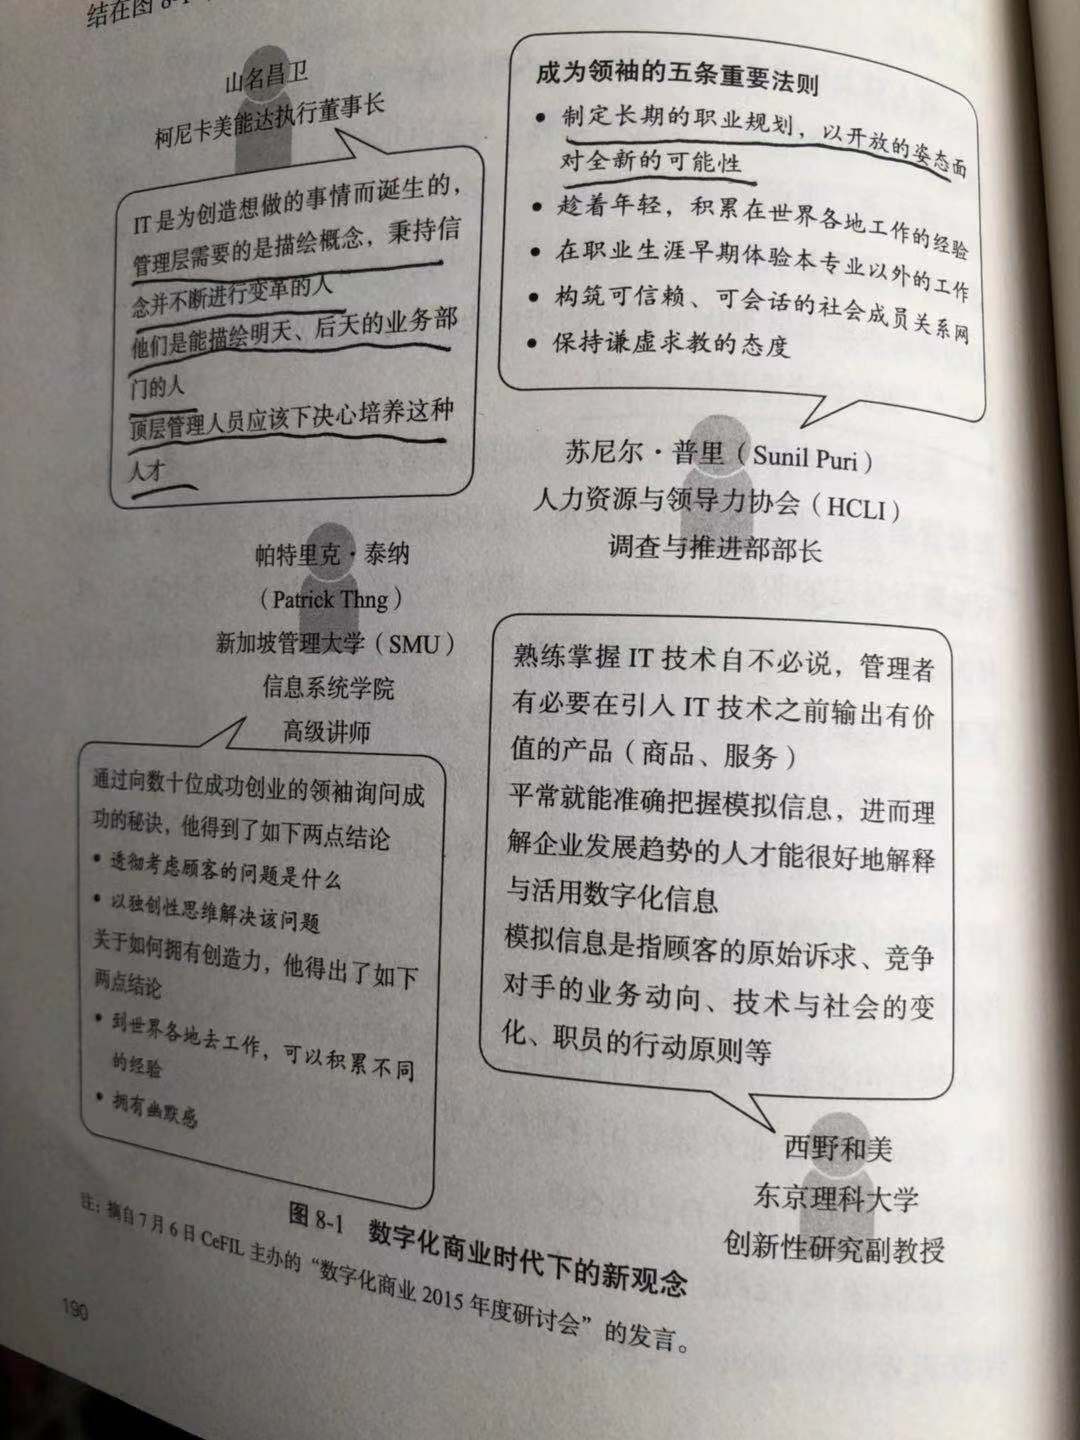 结在图 8-1
山名昌卫
柯尼卡美能达执行董事长
IT 是为创造想做的事情而诞生的，
管理层需要的是描绘概念，秉持信
念并不断进行变革的人
他们是能描绘明天、后天的业务部
门的人
顶层管理人员应该下决心培养这种
人才
成为领袖的五条重要法则
• 制定长期的职业规划，以开放的姿态面
对全新的可能性
• 趁着年轻，积累在世界各地工作的经验
• 在职业生涯早期体验本专业以外的工作
• 构筑可信赖、可会话的社会成员关系网
• 保持谦虚求教的态度
苏尼尔·普里（Sunil Puri）
人力资源与领导力协会（HCLI）
调查与推进部部长
帕特里克·泰纳
（Patrick Thng）
新加坡管理大学（SMU）
信息系统学院
高级讲师
通过向数十位成功创业的领袖询问成
功的秘诀，他得到了如下两点结论
• 透彻考虑顾客的问题是什么
• 以独创性思维解决该问题
关于如何拥有创造力，他得出了如下
两点结论
• 到世界各地去工作，可以积累不同
的经验
• 拥有幽默感
熟练掌握 IT 技术自不必说，管理者
有必要在引入 IT 技术之前输出有价
值的产品（商品、服务）
平常就能准确把握模拟信息，进而理
解企业发展趋势的人才能很好地解释
与活用数字化信息
模拟信息是指顾客的原始诉求、竞争
对手的业务动向、技术与社会的变
化、职员的行动原则等
西野和美
东京理科大学
创新性研究副教授
图 8-1 数字化商业时代下的新观念
注：摘自 7 月 6 日 CeFIL 主办的“数字化商业 2015 年度研讨会”的发言。
190